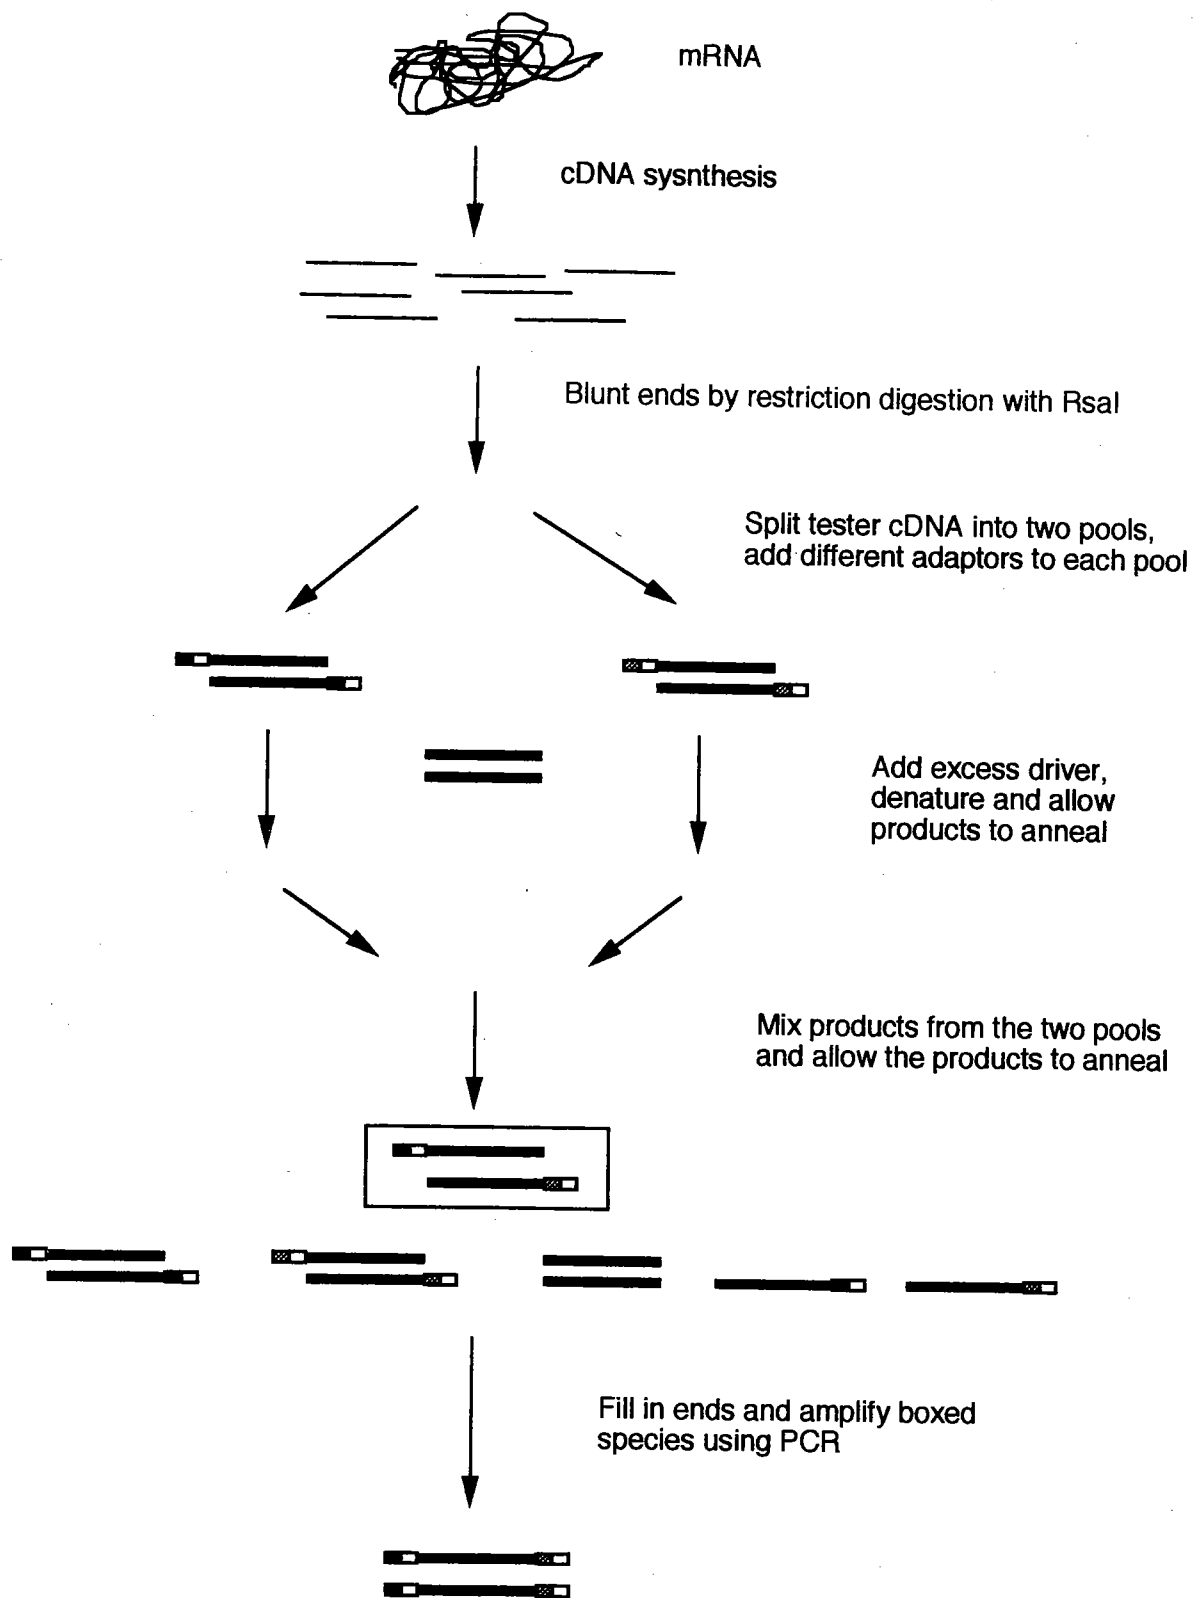 mRNA
cDNA sysnthesis
Blunt ends by restriction digestion with RsaI
Split tester cDNA into two pools,
add different adaptors to each pool
Add excess driver,
denature and allow
products to anneal
Mix products from the two pools
and allow the products to anneal
Fill in ends and amplify boxed
species using PCR